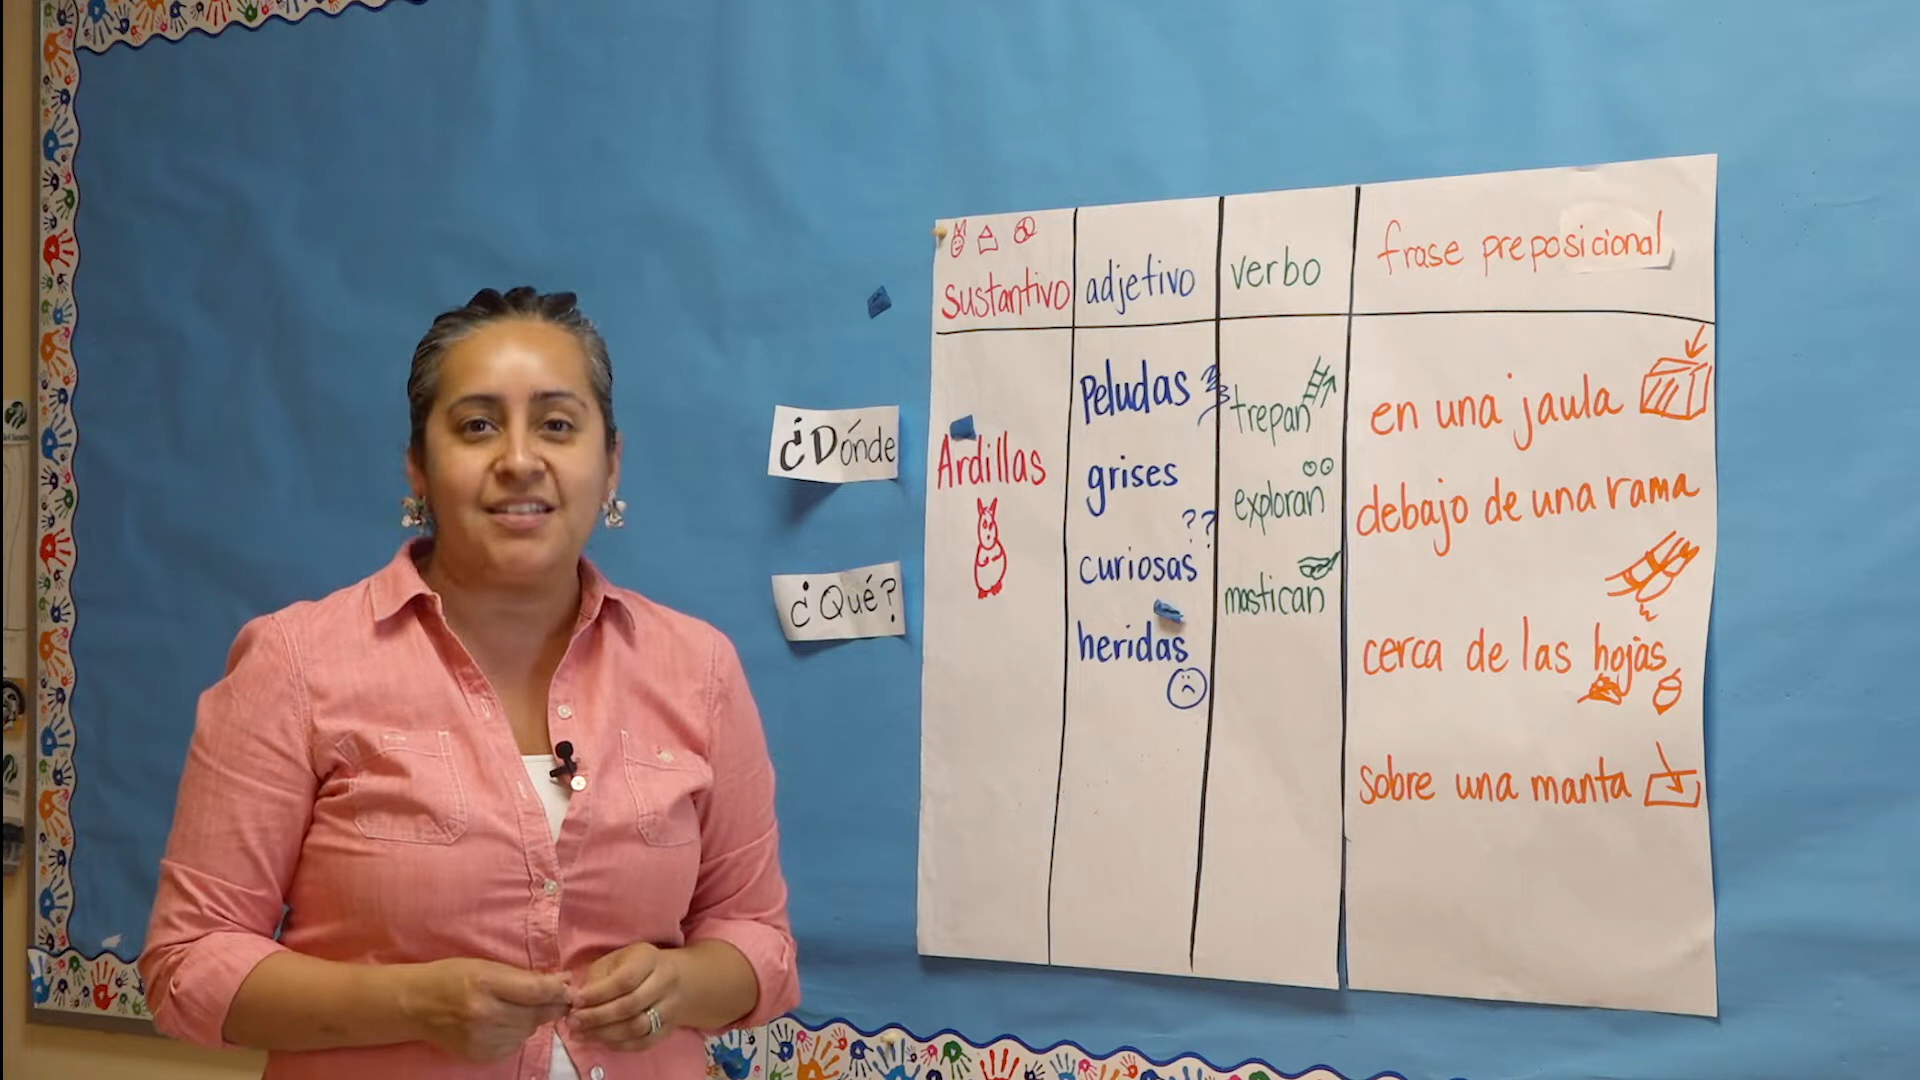 ¿Dónde
¿Qué?
sustantivo
adjetivo
verbo
frase preposicional
Ardillas
peludas
grises
??
curiosas
heridas
trepan
exploran
mastican
en una jaula
debajo de una rama
cerca de las hojas
sobre una manta